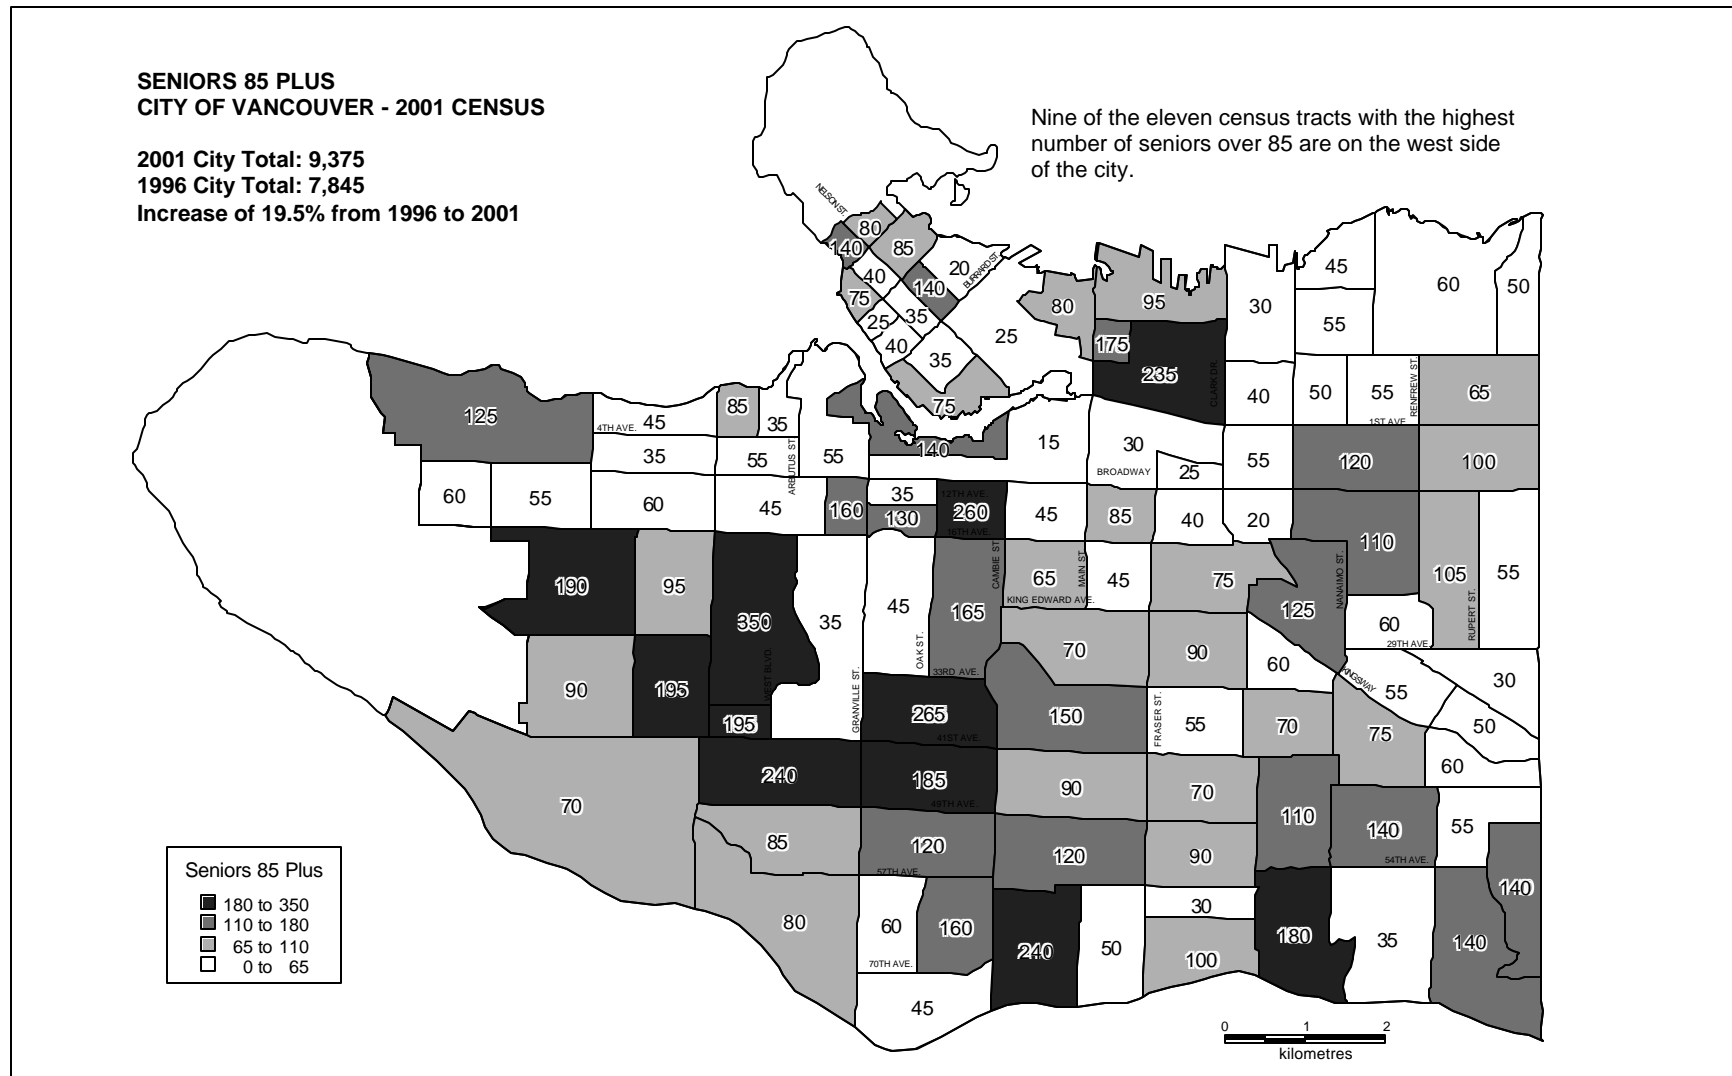 SENIORS 85 PLUS
CITY OF VANCOUVER - 2001 CENSUS
2001 City Total: 9,375
1996 City Total: 7,845
Increase of 19.5% from 1996 to 2001
Nine of the eleven census tracts with the highest
number of seniors over 85 are on the west side
of the city.
NELSON ST.
80
140
85
40
20
BURRARD ST.
140
75
25
35
40
35
25
75
80
95
175
235
CLARK DR.
30
45
60
50
55
40
50
55
RENFREW ST.
65
1ST AVE
125
4TH AVE.
45
85
35
35
55
ARBUTUS ST.
55
140
15
30
BROADWAY
25
55
120
100
60
55
60
45
160
35
130
12TH AVE.
260
16TH AVE.
45
85
40
20
110
105
55
RUPERT ST.
190
95
350
WEST BLVD.
35
GRANVILLE ST.
45
OAK ST.
165
CAMBIE ST.
33RD AVE.
65
MAIN ST.
45
KING EDWARD AVE.
75
125
NANAIMO ST.
60
29TH AVE.
90
195
195
265
41ST AVE.
70
90
60
KINGSWAY
55
30
150
FRASER ST.
55
70
75
50
60
70
240
185
49TH AVE.
90
70
110
140
54TH AVE.
55
85
120
57TH AVE.
120
90
140
80
60
160
70TH AVE.
240
50
30
100
180
35
140
45
Seniors 85 Plus
180 to 350
110 to 180
65 to 110
0 to 65
0 1 2
kilometres